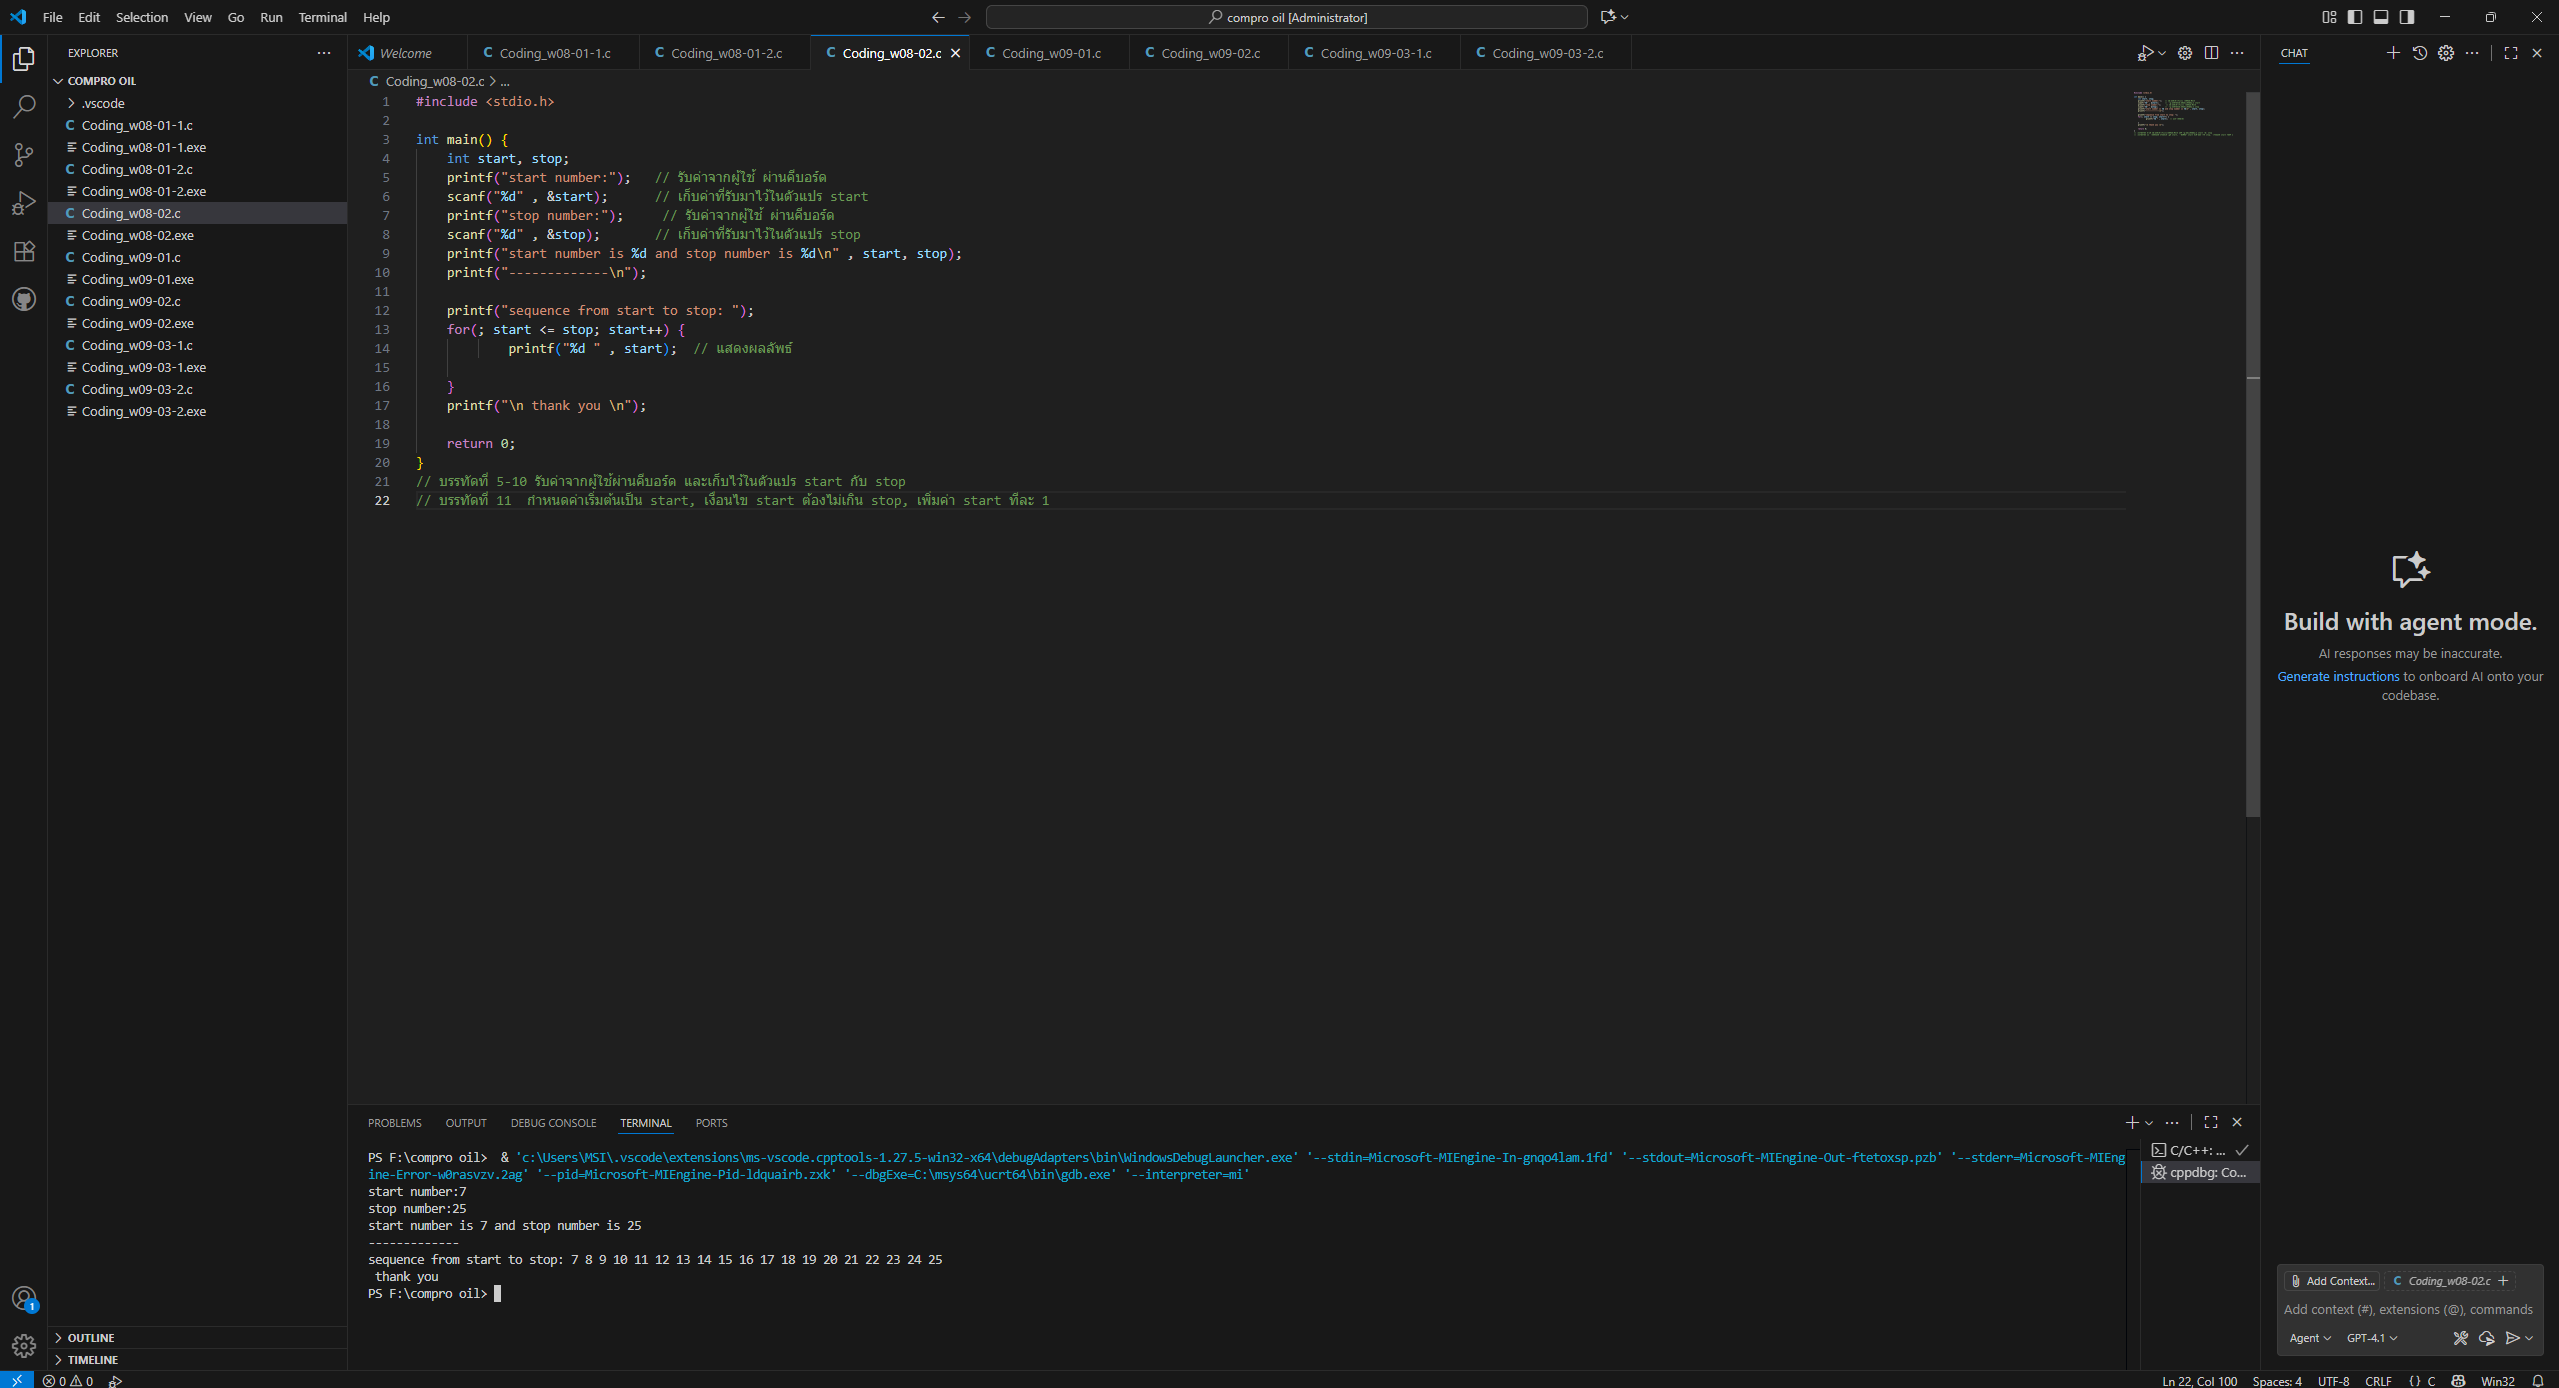 File Edit Selection View Go Run Terminal Help
compro oil [Administrator]
EXPLORER
COMPRO OIL
.vscode
Coding_w08-01-1.c
Coding_w08-01-1.exe
Coding_w08-01-2.c
Coding_w08-01-2.exe
Coding_w08-02.c
Coding_w08-02.exe
Coding_w09-01.c
Coding_w09-01.exe
Coding_w09-02.c
Coding_w09-02.exe
Coding_w09-03-1.c
Coding_w09-03-1.exe
Coding_w09-03-2.c
Coding_w09-03-2.exe
OUTLINE
TIMELINE
Welcome Coding_w08-01-1.c Coding_w08-01-2.c Coding_w08-02.c Coding_w09-01.c Coding_w09-02.c Coding_w09-03-1.c Coding_w09-03-2.c
Coding_w08-02.c > ...
1 #include <stdio.h>
2
3 int main() {
4 int start, stop;
5 printf("start number:"); // รับค่าจากผู้ใช้ ผ่านคีบอร์ด
6 scanf("%d" , &start); // เก็บค่าที่รับมาไว้ในตัวแปร start
7 printf("stop number:"); // รับค่าจากผู้ใช้ ผ่านคีบอร์ด
8 scanf("%d" , &stop); // เก็บค่าที่รับมาไว้ในตัวแปร stop
9 printf("start number is %d and stop number is %d\n" , start, stop);
10 printf("-------------\n");
11
12 printf("sequence from start to stop: ");
13 for(; start <= stop; start++) {
14 printf("%d " , start); // แสดงผลลัพธ์
15
16 }
17 printf("\n thank you \n");
18
19 return 0;
20 }
21 // บรรทัดที่ 5-10 รับค่าจากผู้ใช้ผ่านคีบอร์ด และเก็บไว้ในตัวแปร start กับ stop
22 // บรรทัดที่ 11 กำหนดค่าเริ่มต้นเป็น start, เงื่อนไข start ต้องไม่เกิน stop, เพิ่มค่า start ทีละ 1
PROBLEMS OUTPUT DEBUG CONSOLE TERMINAL PORTS
PS F:\compro oil> & 'c:\Users\MSI\.vscode\extensions\ms-vscode.cpptools-1.27.5-win32-x64\debugAdapters\bin\WindowsDebugLauncher.exe' '--stdin=Microsoft-MIEngine-In-gnqo4lam.1fd' '--stdout=Microsoft-MIEngine-Out-ftetoxsp.pzb' '--stderr=Microsoft-MIEng
ine-Error-w0rasvzv.2ag' '--pid=Microsoft-MIEngine-Pid-ldquairb.zxk' '--dbgExe=C:\msys64\ucrt64\bin\gdb.exe' '--interpreter=mi'
start number:7
stop number:25
start number is 7 and stop number is 25
-------------
sequence from start to stop: 7 8 9 10 11 12 13 14 15 16 17 18 19 20 21 22 23 24 25
thank you
PS F:\compro oil>
C/C++: ...
cppdbg: Co...
CHAT
Build with agent mode.
AI responses may be inaccurate.
Generate instructions to onboard AI onto your
codebase.
Add Context... Coding_w08-02.c
Add context (#), extensions (@), commands
Agent GPT-4.1
1
0 0
Ln 22, Col 100 Spaces: 4 UTF-8 CRLF {} C Win32